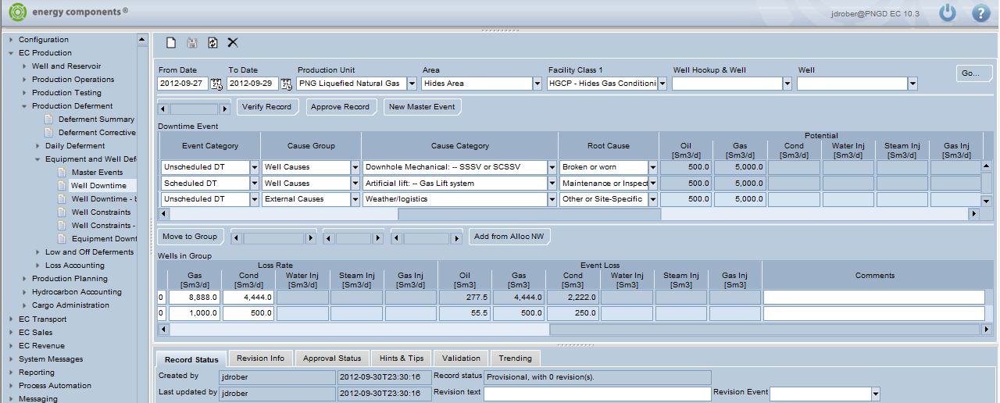 energy components®
jdrober@PNGD EC 10.3
?
Configuration
EC Production
Well and Reservoir
Production Operations
Production Testing
Production Deferment
Deferment Summary
Deferment Corrective
Daily Deferment
Equipment and Well Def
Master Events
Well Downtime
Well Downtime - b
Well Constraints
Well Constraints -
Equipment Downt
Low and Off Deferments
Loss Accounting
Production Planning
Hydrocarbon Accounting
Cargo Administration
EC Transport
EC Sales
EC Revenue
System Messages
Reporting
Process Automation
Messaging
From Date To Date Production Unit Area Facility Class 1 Well Hookup & Well Well
2012-09-27 2012-09-29 PNG Liquefied Natural Gas Hides Area HGCP - Hides Gas Conditioni Go...
Verify Record Approve Record New Master Event
Downtime Event
Potential
Event Category Cause Group Cause Category Root Cause Oil Gas Cond Water Inj Steam Inj Gas Inj
[Sm3/d] [Sm3/d] [Sm3/d] [Sm3/d] [Sm3/d] [Sm3/d]
Unscheduled DT Well Causes Downhole Mechanical: -- SSSV or SCSSV Broken or worn 500.0 5,000.0
Scheduled DT Well Causes Artificial lift: -- Gas Lift system Maintenance or Inspect 500.0 5,000.0
Unscheduled DT External Causes Weather/logistics Other or Site-Specific 500.0 5,000.0
Move to Group Add from Alloc NW
Wells in Group
Loss Rate Event Loss
Gas Cond Water Inj Steam Inj Gas Inj Oil Gas Cond Water Inj Steam Inj Gas Inj Comments
[Sm3/d] [Sm3/d] [Sm3/d] [Sm3/d] [Sm3/d] [Sm3] [Sm3] [Sm3] [Sm3] [Sm3] [Sm3]
0 8,888.0 4,444.0 277.5 4,444.0 2,222.0
0 1,000.0 500.0 55.5 500.0 250.0
Record Status Revision Info Approval Status Hints & Tips Validation Trending
Created by jdrober 2012-09-30T23:30:16 Record status Provisional, with 0 revision(s).
Last updated by jdrober 2012-09-30T23:30:16 Revision text Revision Event